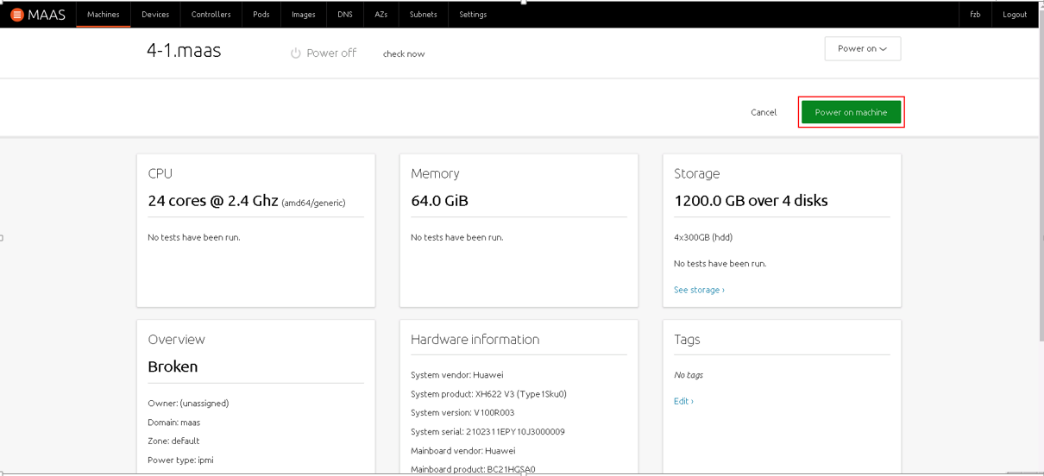 MAAS Machines Devices Controllers Pods Images DNS AZs Subnets Settings fzb Logout
4-1.maas Power off check now Power on
Cancel Power on machine
CPU
24 cores @ 2.4 Ghz (amd64/generic)
No tests have been run.
Memory
64.0 GiB
No tests have been run.
Storage
1200.0 GB over 4 disks
4x300GB (hdd)
No tests have been run.
See storage ›
Overview
Broken
Owner: (unassigned)
Domain: maas
Zone: default
Power type: ipmi
Hardware information
System vendor: Huawei
System product: XH622 V3 (Type1Sku0)
System version: V100R003
System serial: 2102311EPY10J3000009
Mainboard vendor: Huawei
Mainboard product: BC21HGSA0
Tags
No tags
Edit ›